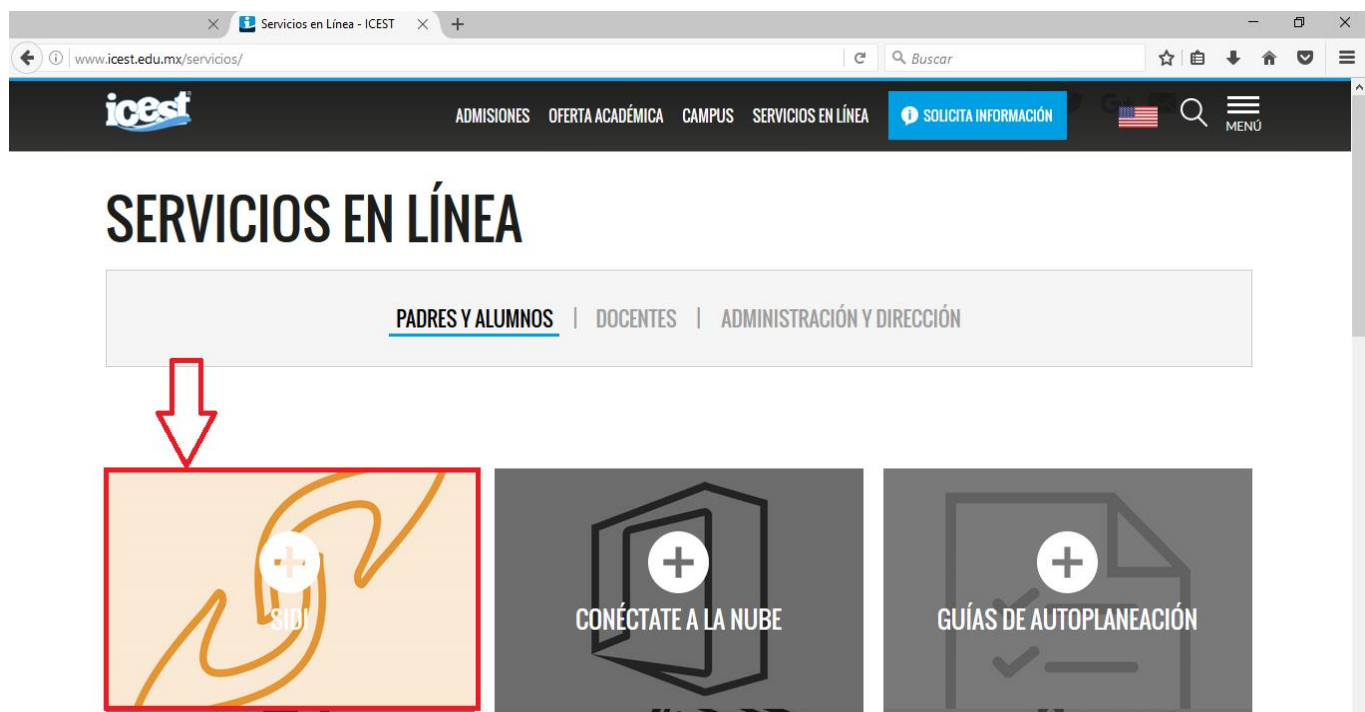 Servicios en Línea - ICEST
www.icest.edu.mx/servicios/
Buscar
icest
ADMISIONES OFERTA ACADÉMICA CAMPUS SERVICIOS EN LÍNEA SOLICITA INFORMACIÓN
MENÚ
SERVICIOS EN LÍNEA
PADRES Y ALUMNOS | DOCENTES | ADMINISTRACIÓN Y DIRECCIÓN
SIDI
CONÉCTATE A LA NUBE
GUÍAS DE AUTOPLANEACIÓN